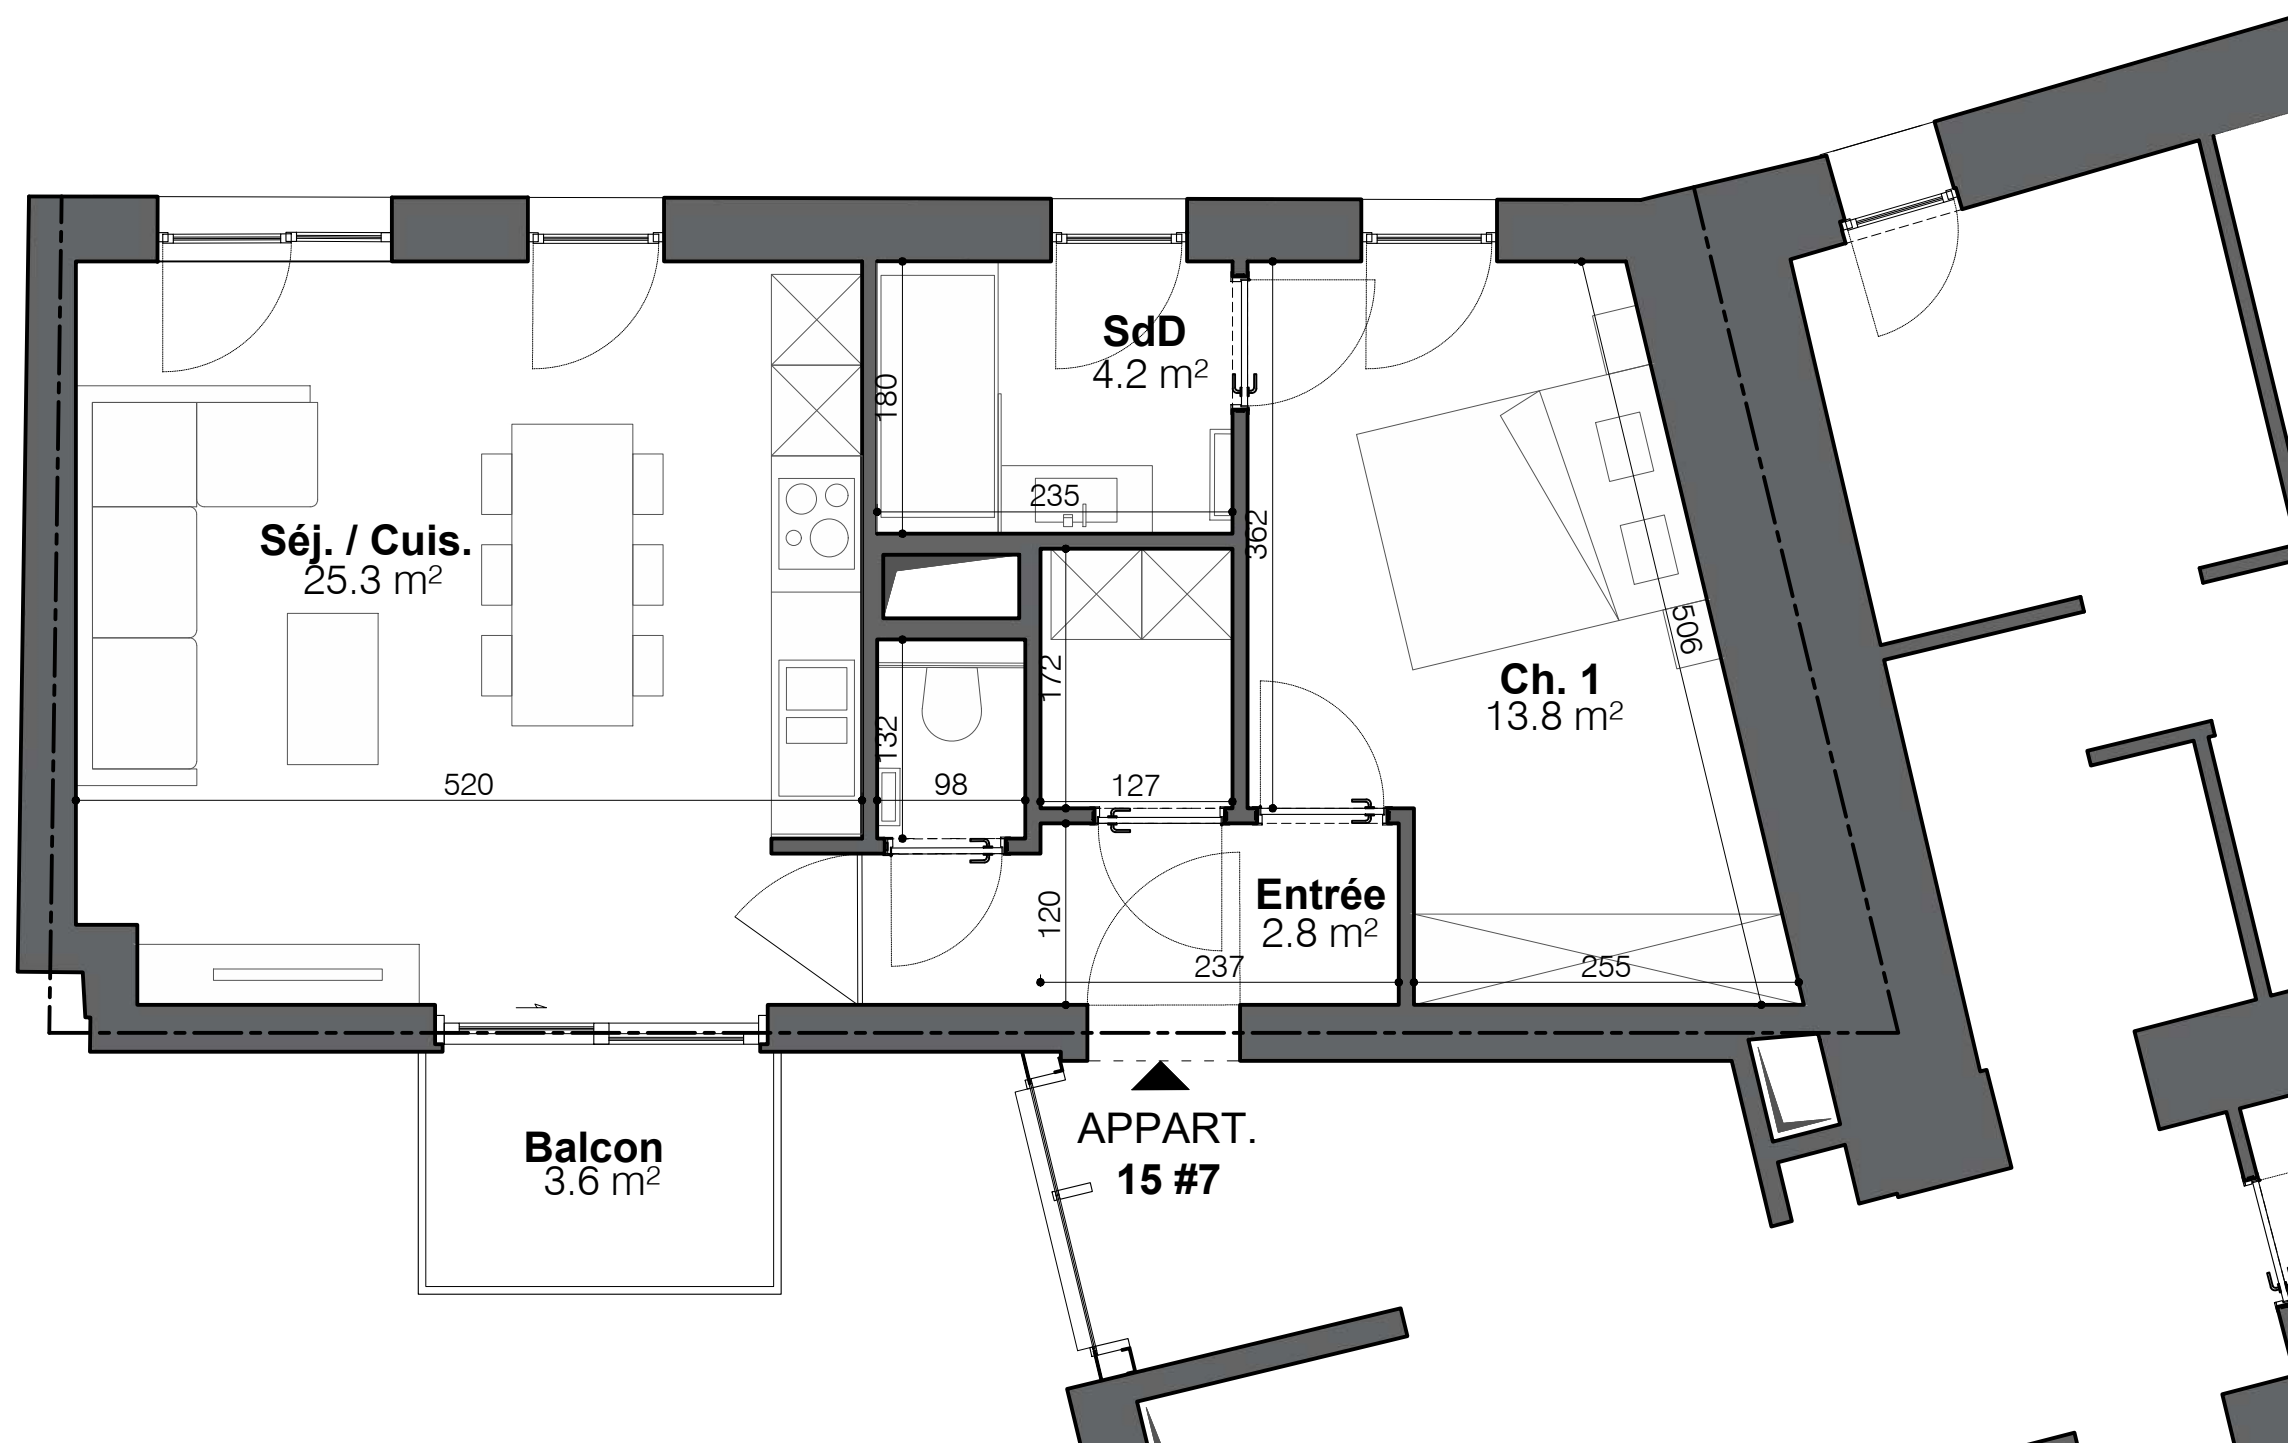 SdD
4.2 m²
180
235
Séj. / Cuis.
25.3 m²
362
506
Ch. 1
13.8 m²
172
132
520
98
127
Entrée
2.8 m²
120
237
255
Balcon
3.6 m²
APPART.
15 #7